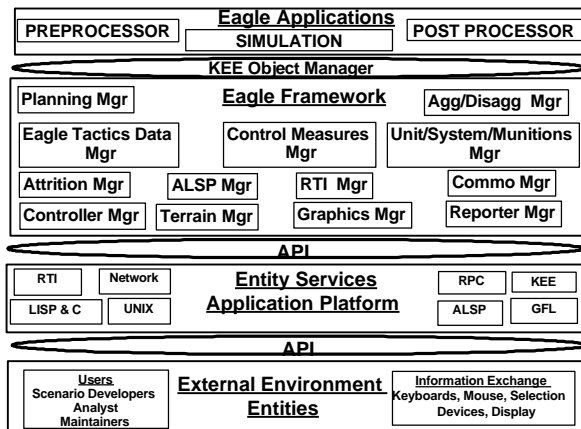 Eagle Applications
PREPROCESSOR
SIMULATION
POST PROCESSOR
KEE Object Manager
Planning Mgr
Eagle Framework
Agg/Disagg Mgr
Eagle Tactics Data
Mgr
Control Measures
Mgr
Unit/System/Munitions
Mgr
Attrition Mgr
ALSP Mgr
RTI Mgr
Commo Mgr
Controller Mgr
Terrain Mgr
Graphics Mgr
Reporter Mgr
API
RTI
Network
Entity Services
RPC
KEE
LISP & C
UNIX
Application Platform
ALSP
GFL
API
Users
Scenario Developers
Analyst
Maintainers
External Environment
Entities
Information Exchange
Keyboards, Mouse, Selection
Devices, Display